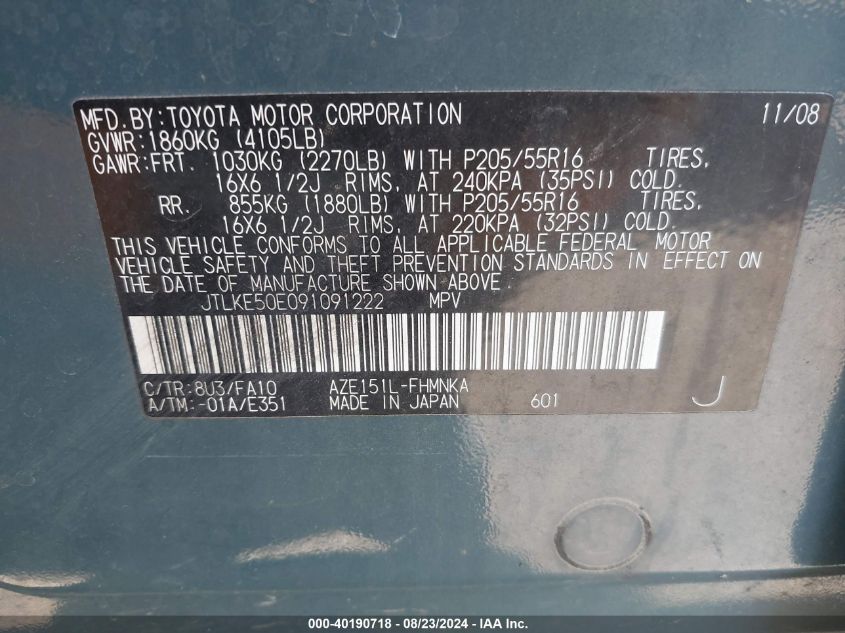 MFD.BY:TOYOTA MOTOR CORPORATION 11/08
GVWR:1860KG (4105LB)
GAWR:FRT. 1030KG (2270LB) WITH P205/55R16 TIRES,
16X6 1/2J RIMS, AT 240KPA (35PSI) COLD.
RR. 855KG (1880LB) WITH P205/55R16 TIRES,
16X6 1/2J RIMS, AT 220KPA (32PSI) COLD.
THIS VEHICLE CONFORMS TO ALL APPLICABLE FEDERAL MOTOR
VEHICLE SAFETY AND THEFT PREVENTION STANDARDS IN EFFECT ON
THE DATE OF MANUFACTURE SHOWN ABOVE.
JTLKE50E091091222 MPV
C/TR:8U3/FA10 AZE151L-FHMNKA
A/TM:-01A/E351 MADE IN JAPAN 601 J
000-40190718 - 08/23/2024 - IAA Inc.